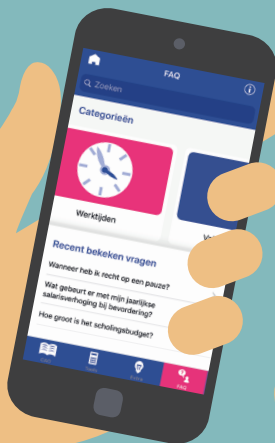 FAQ
Zoeken
Categorieën
Werktijden
Recent bekeken vragen
Wanneer heb ik recht op een pauze?
Wat gebeurt er met mijn jaarlijkse
salarisverhoging bij bevordering?
Hoe groot is het scholingsbudget?
FAQ